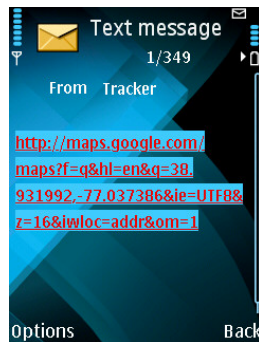 Text message
1/349
From Tracker
http://maps.google.com/
maps?f=q&hl=en&q=38.
931992,-77.037386&ie=UTF8&
z=16&iwloc=addr&om=1
Options Back